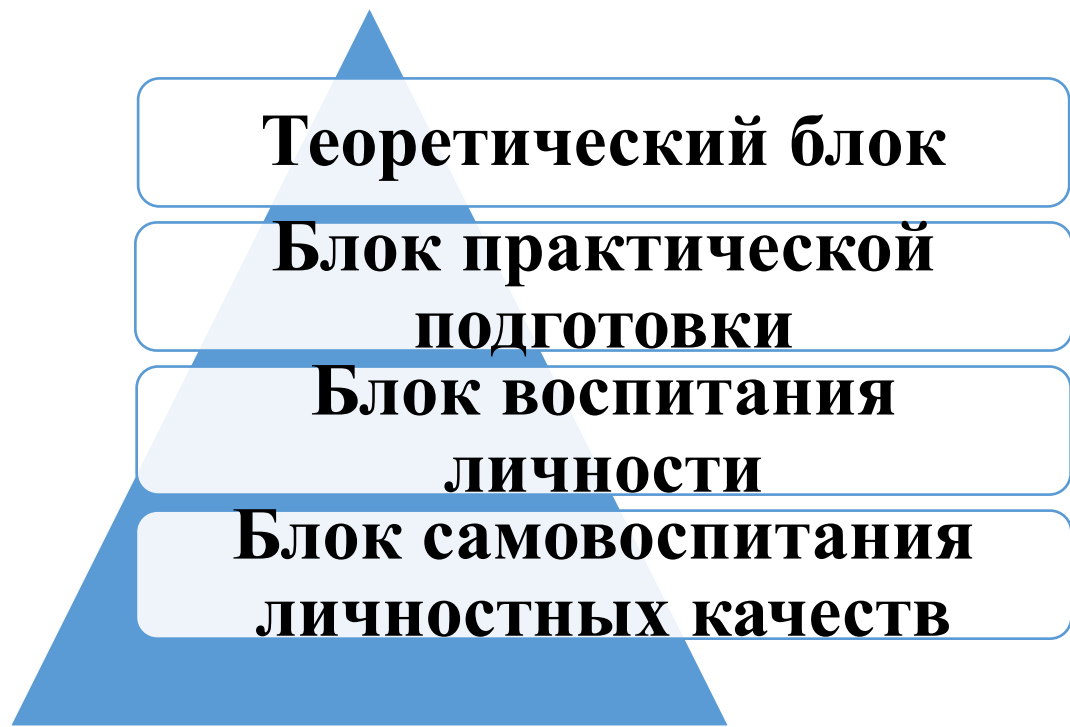 Теоретический блок
Блок практической
подготовки
Блок воспитания
личности
Блок самовоспитания
личностных качеств